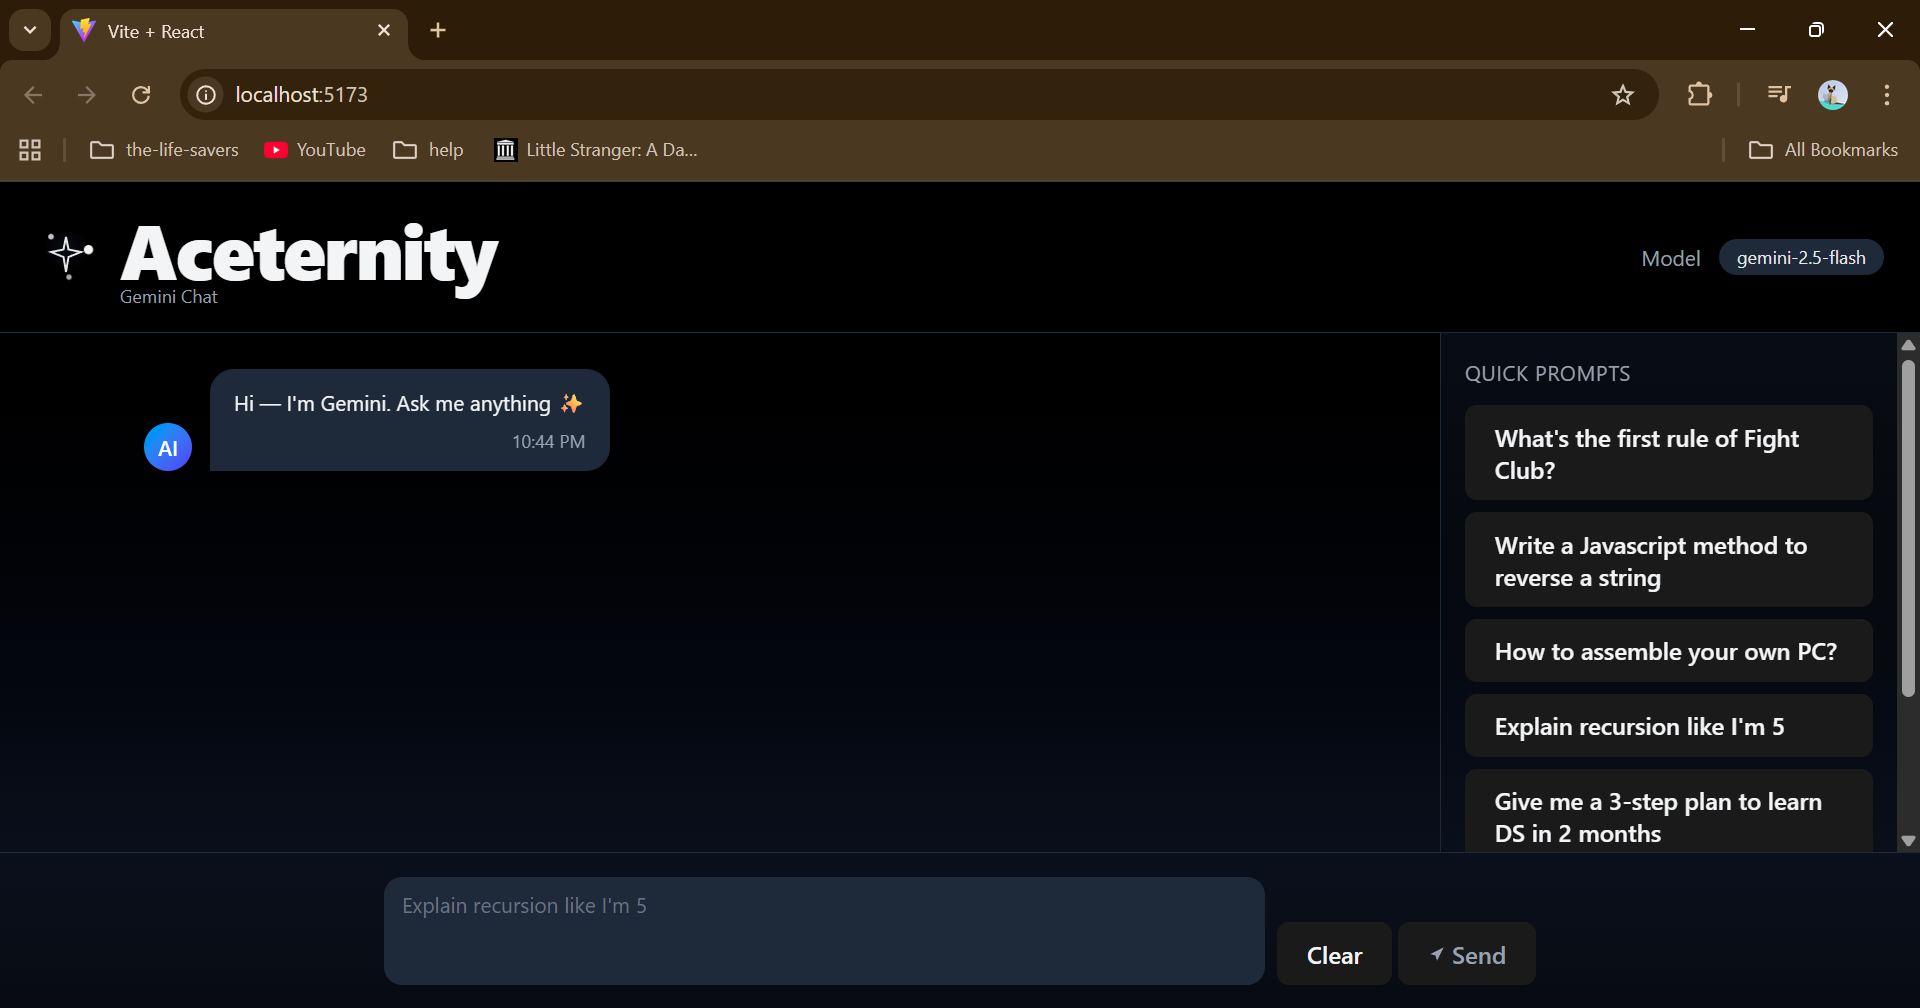 Vite + React
localhost:5173
the-life-savers
YouTube
help
Little Stranger: A Da...
All Bookmarks
Aceternity
Gemini Chat
Model
gemini-2.5-flash
Hi — I'm Gemini. Ask me anything ✨
10:44 PM
AI
QUICK PROMPTS
What's the first rule of Fight
Club?
Write a Javascript method to
reverse a string
How to assemble your own PC?
Explain recursion like I'm 5
Give me a 3-step plan to learn
DS in 2 months
Explain recursion like I'm 5
Clear
Send